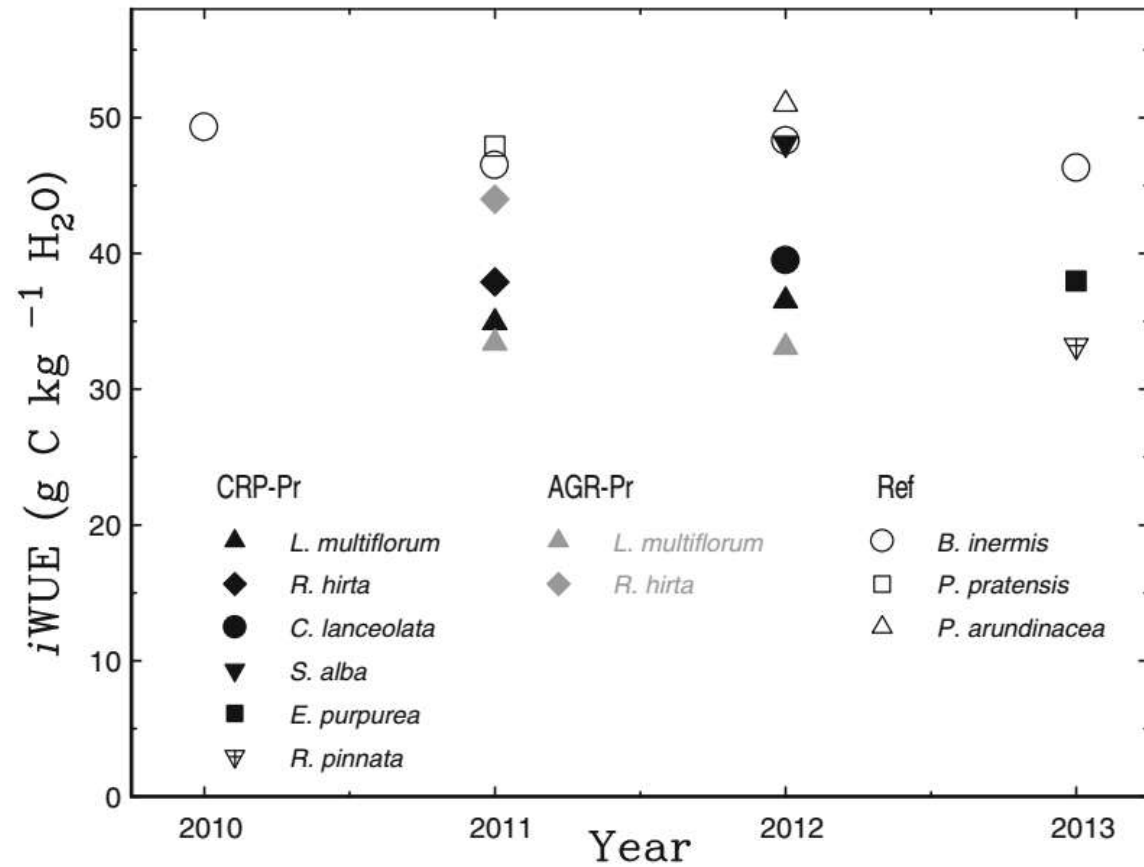 50
40
30
20
10
0
iWUE (g C kg ⁻¹ H₂O)
CRP-Pr
L. multiflorum
R. hirta
C. lanceolata
S. alba
E. purpurea
R. pinnata
AGR-Pr
L. multiflorum
R. hirta
Ref
B. inermis
P. pratensis
P. arundinacea
2010 2011 2012 2013
Year